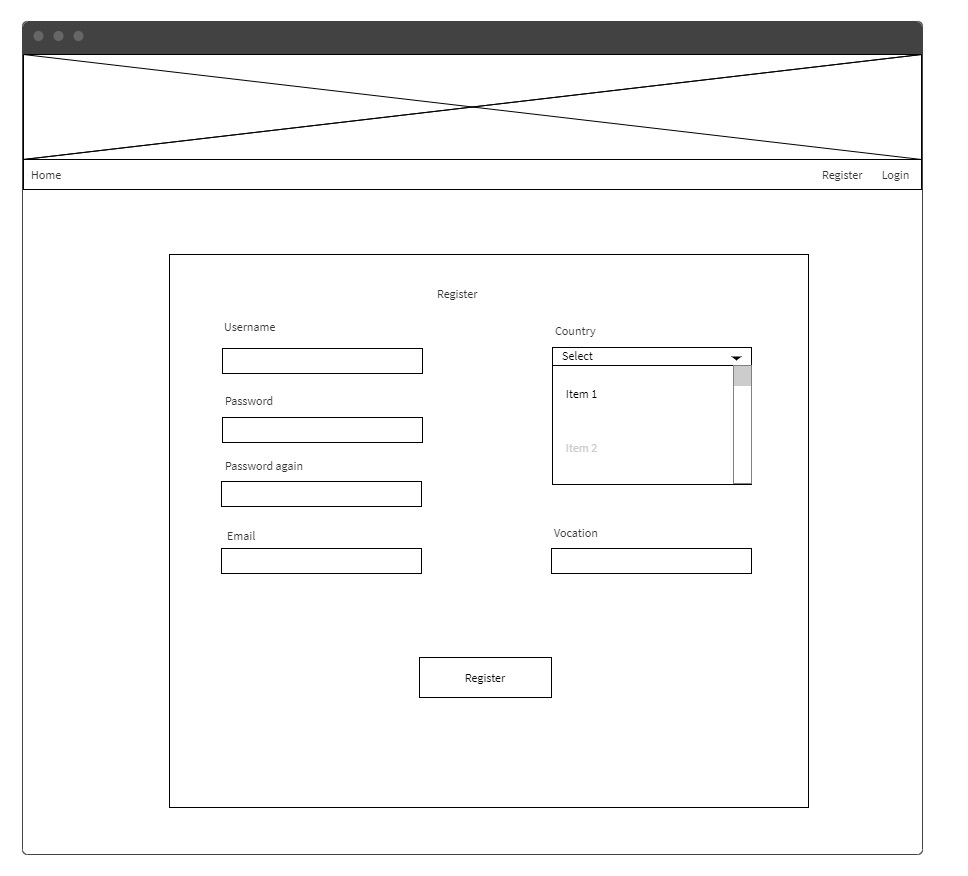 Home
Register
Login
Register
Username
Password
Password again
Email
Country
Select
Item 1
Item 2
Vocation
Register